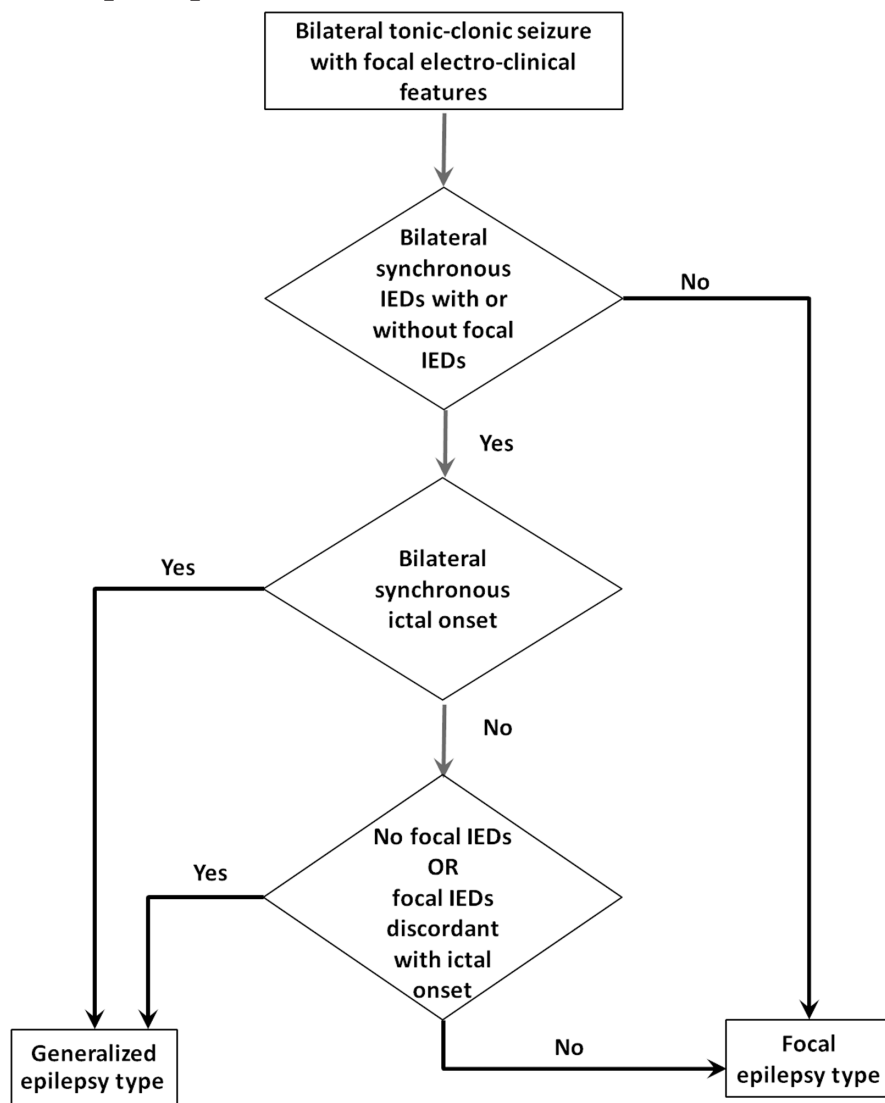 Bilateral tonic-clonic seizure
with focal electro-clinical
features
Bilateral
synchronous
IEDs with or
without focal
IEDs
No
Yes
Bilateral
synchronous
ictal onset
Yes
No
No focal IEDs
OR
focal IEDs
discordant
with ictal
onset
Yes
No
Generalized
epilepsy type
Focal
epilepsy type